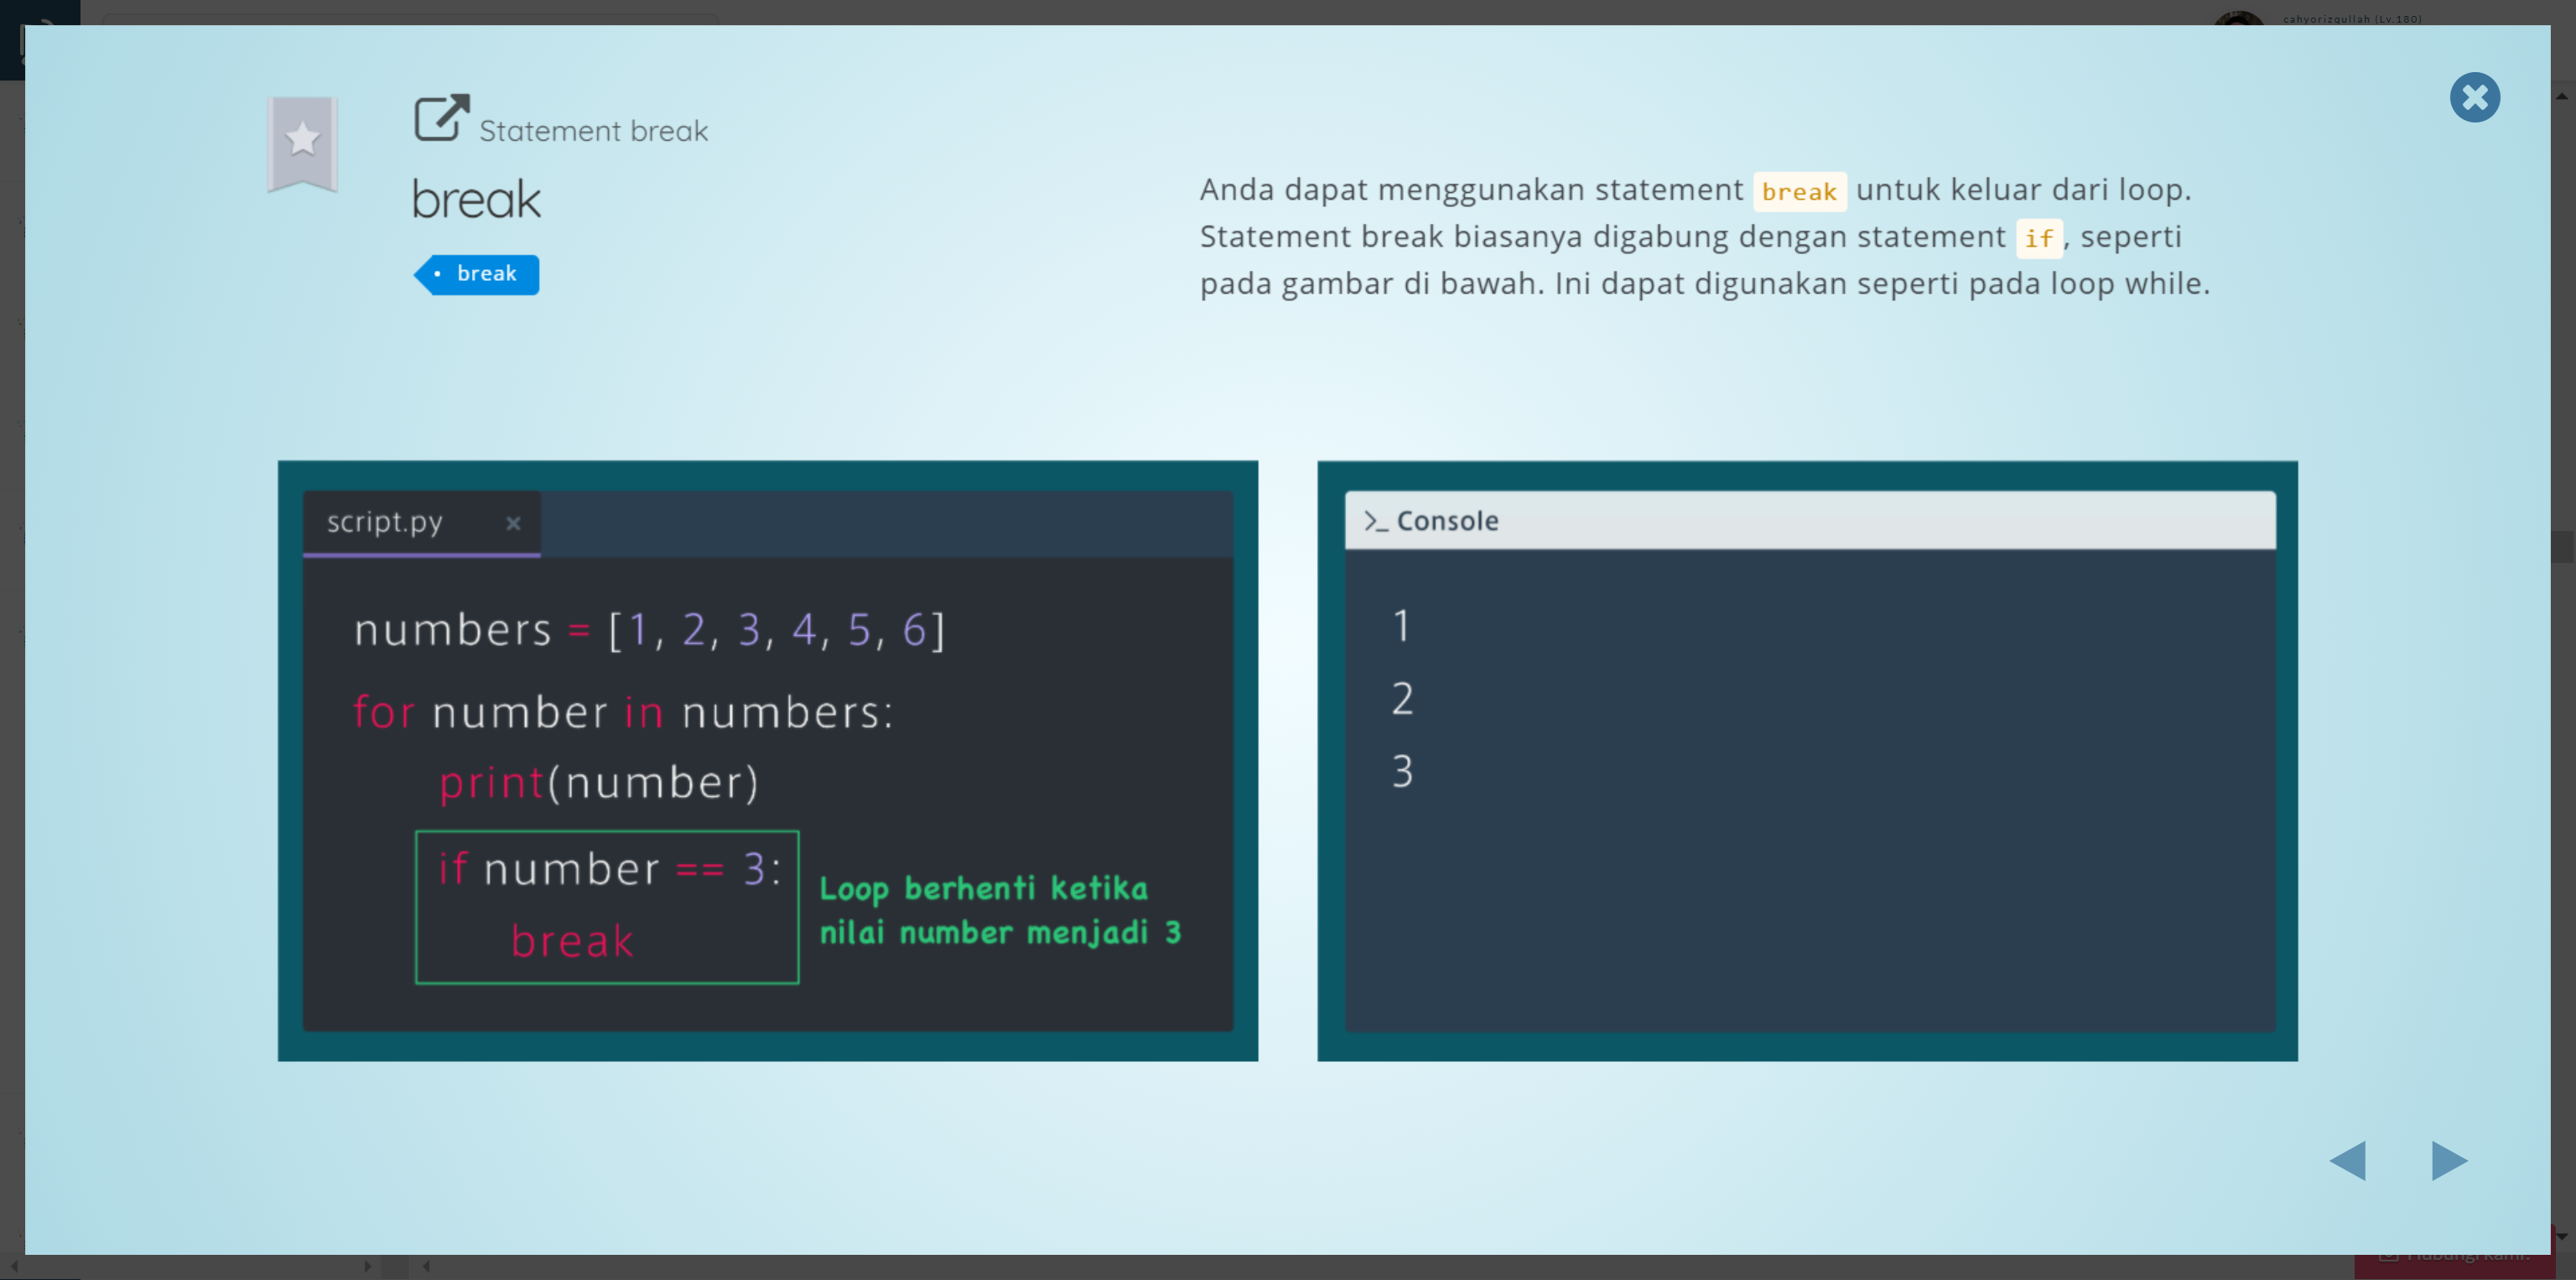 cahyorizqullah (Lv.180)
Statement break
break
break
Anda dapat menggunakan statement break untuk keluar dari loop.
Statement break biasanya digabung dengan statement if, seperti
pada gambar di bawah. Ini dapat digunakan seperti pada loop while.
script.py
numbers = [1, 2, 3, 4, 5, 6]
for number in numbers:
print(number)
if number == 3:
break
Loop berhenti ketika
nilai number menjadi 3
>_ Console
1
2
3
Hubungi kami!